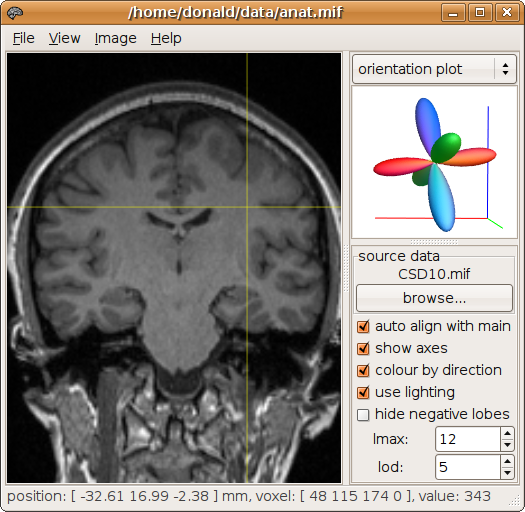 /home/donald/data/anat.mif
File View Image Help
orientation plot
source data
CSD10.mif
browse...
auto align with main
show axes
colour by direction
use lighting
hide negative lobes
lmax: 12
lod: 5
position: [ -32.61 16.99 -2.38 ] mm, voxel: [ 48 115 174 0 ], value: 343